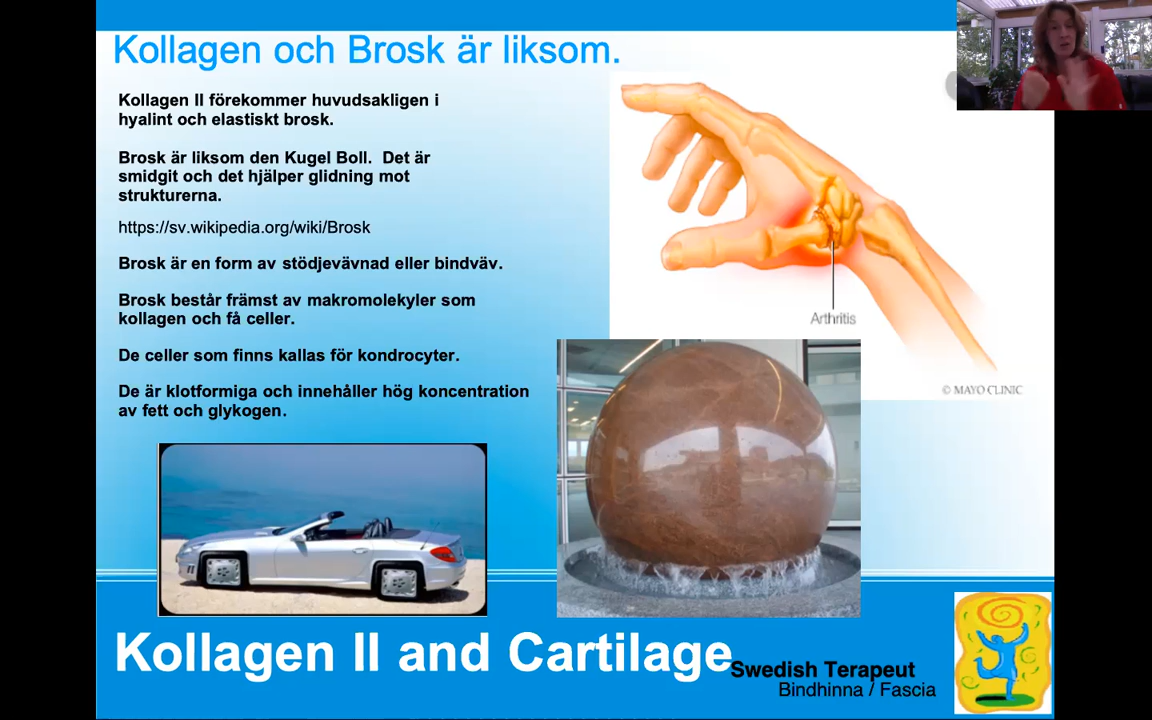 Kollagen och Brosk är liksom.
Kollagen II förekommer huvudsakligen i
hyalint och elastiskt brosk.
Brosk är liksom den Kugel Boll.  Det är
smidgit och det hjälper glidning mot
strukturerna.
https://sv.wikipedia.org/wiki/Brosk
Brosk är en form av stödjevävnad eller bindväv.
Brosk består främst av makromolekyler som
kollagen och få celler.
De celler som finns kallas för kondrocyter.
De är klotformiga och innehåller hög koncentration
av fett och glykogen.
Arthritis
© MAYO CLINIC
Kollagen II and Cartilage
Swedish Terapeut
Bindhinna / Fascia